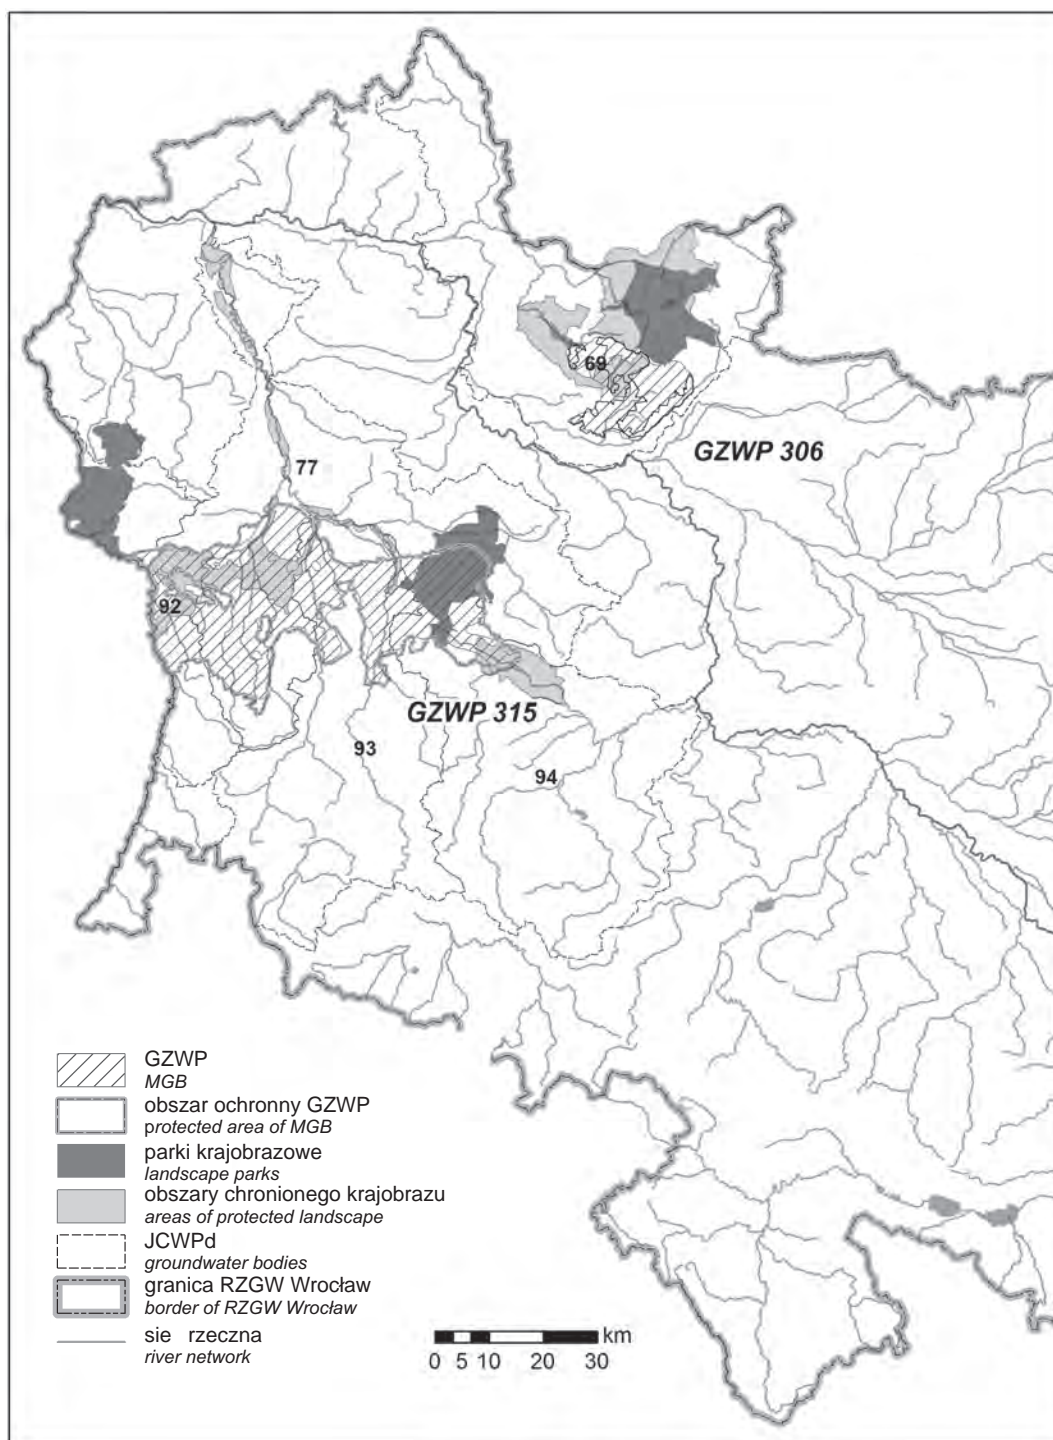 69
GZWP 306
77
92
GZWP 315
93
94
GZWP
MGB
obszar ochronny GZWP
protected area of MGB
parki krajobrazowe
landscape parks
obszary chronionego krajobrazu
areas of protected landscape
JCWPd
groundwater bodies
granica RZGW Wrocław
border of RZGW Wrocław
sie rzeczna
river network
km
0 5 10 20 30